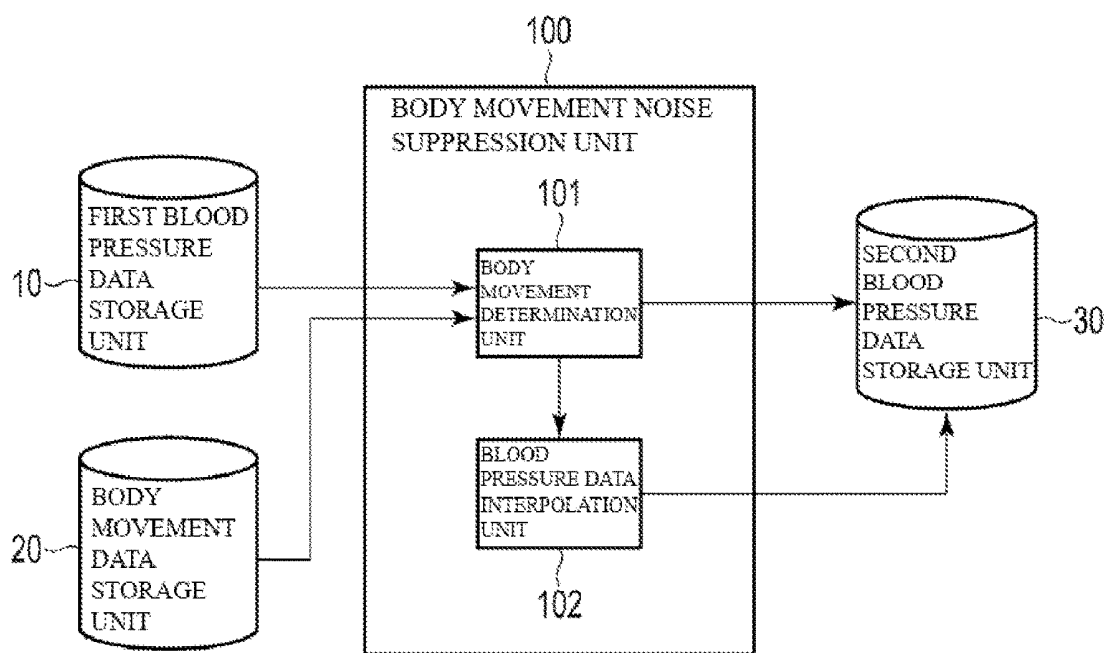 100
BODY MOVEMENT NOISE
SUPPRESSION UNIT
101
FIRST BLOOD
PRESSURE
DATA
STORAGE
UNIT
10
BODY
MOVEMENT
DETERMINATION
UNIT
SECOND
BLOOD
PRESSURE
DATA
STORAGE UNIT
30
BODY
MOVEMENT
DATA
STORAGE
UNIT
20
BLOOD
PRESSURE DATA
INTERPOLATION
UNIT
102